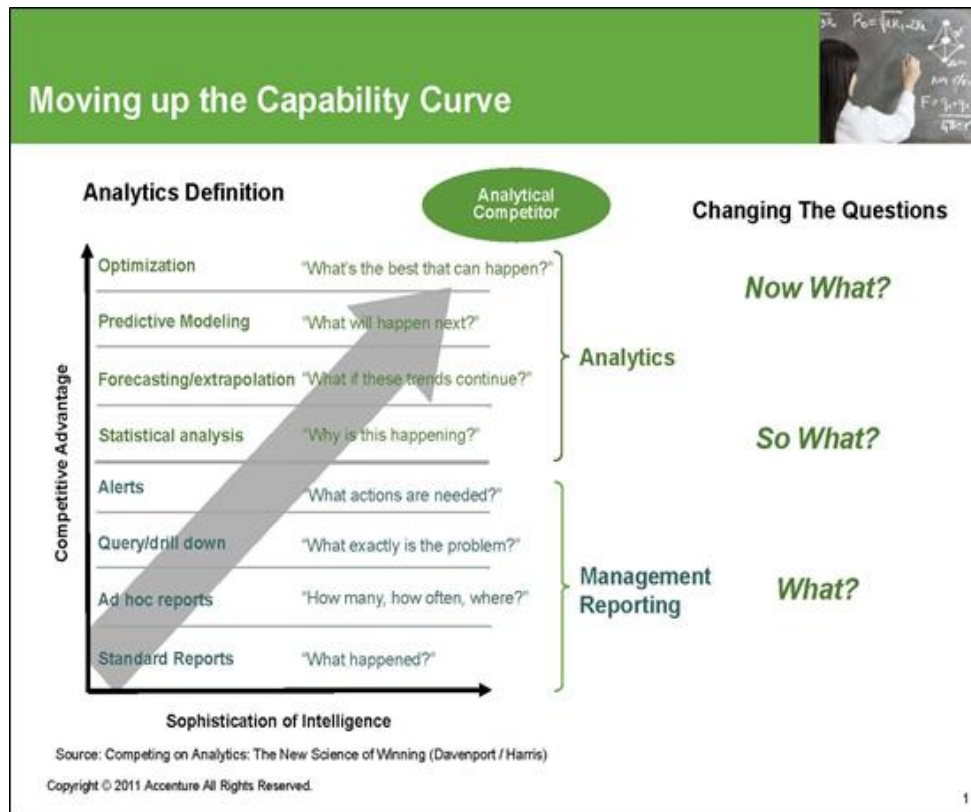 Moving up the Capability Curve
Analytics Definition
Analytical
Competitor
Changing The Questions
Optimization "What's the best that can happen?"
Predictive Modeling "What will happen next?"
Forecasting/extrapolation "What if these trends continue?"
Statistical analysis "Why is this happening?"
Alerts "What actions are needed?"
Query/drill down "What exactly is the problem?"
Ad hoc reports "How many, how often, where?"
Standard Reports "What happened?"
Competitive Advantage
Sophistication of Intelligence
Analytics
Management
Reporting
Now What?
So What?
What?
Source: Competing on Analytics: The New Science of Winning (Davenport / Harris)
Copyright © 2011 Accenture All Rights Reserved.
1